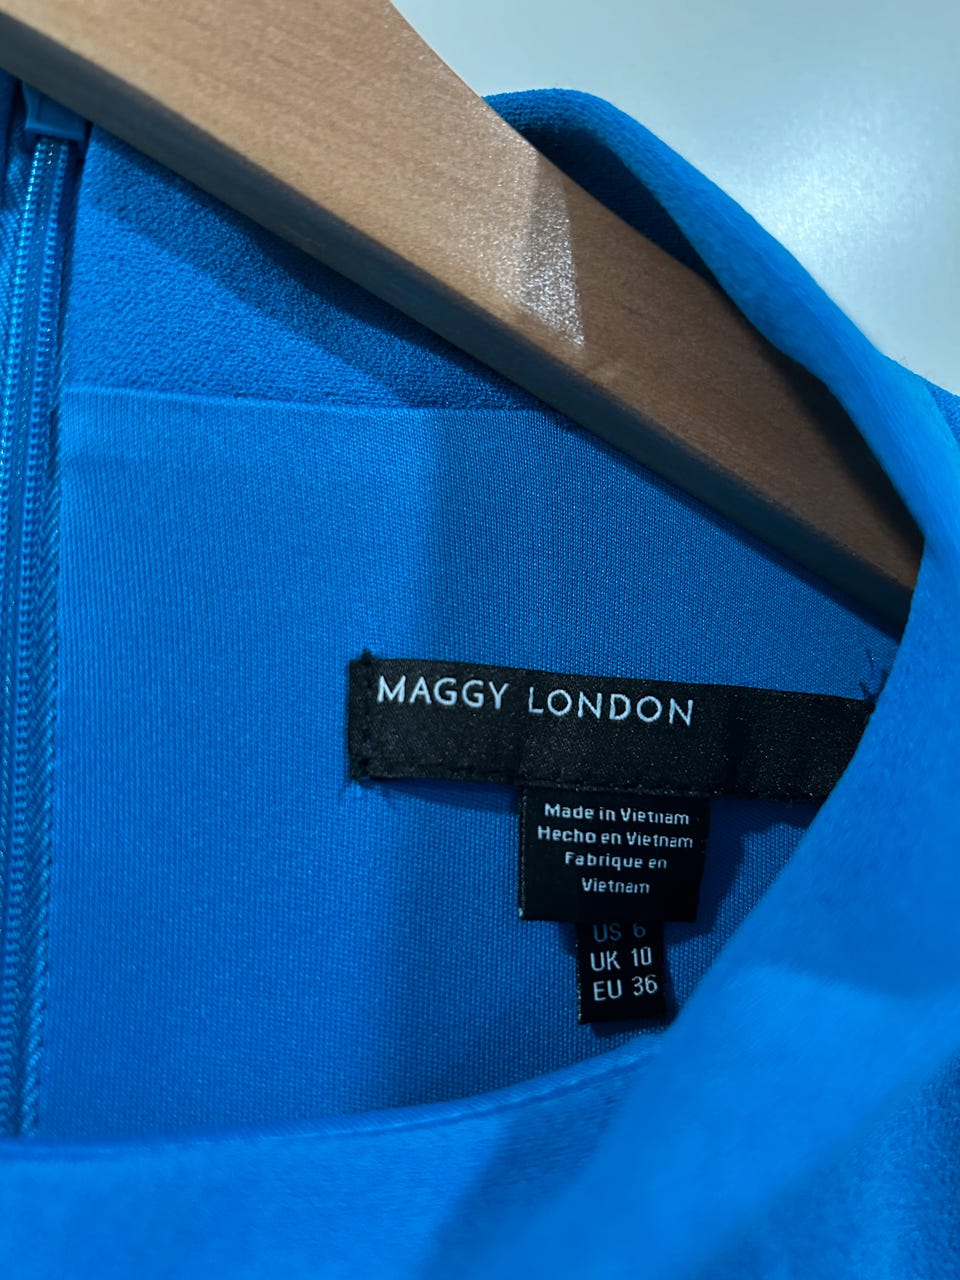 MAGGY LONDON
Made in Vietnam
Hecho en Vietnam
Fabrique en
Vietnam
US 6
UK 10
EU 36